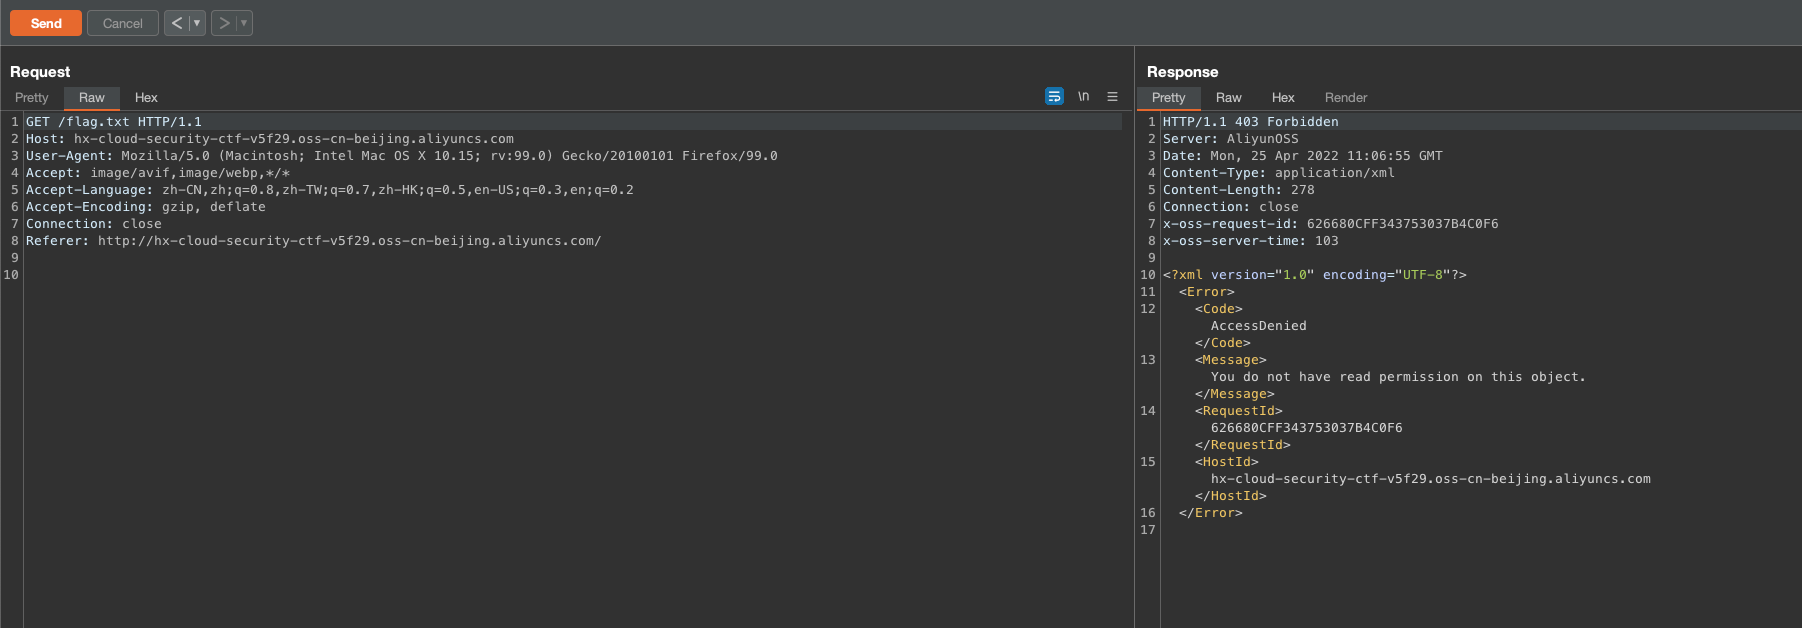 Send Cancel < ▼ > ▼
Request
Pretty Raw Hex \n
1 GET /flag.txt HTTP/1.1
2 Host: hx-cloud-security-ctf-v5f29.oss-cn-beijing.aliyuncs.com
3 User-Agent: Mozilla/5.0 (Macintosh; Intel Mac OS X 10.15; rv:99.0) Gecko/20100101 Firefox/99.0
4 Accept: image/avif,image/webp,*/*
5 Accept-Language: zh-CN,zh;q=0.8,zh-TW;q=0.7,zh-HK;q=0.5,en-US;q=0.3,en;q=0.2
6 Accept-Encoding: gzip, deflate
7 Connection: close
8 Referer: http://hx-cloud-security-ctf-v5f29.oss-cn-beijing.aliyuncs.com/
9
10
Response
Pretty Raw Hex Render
1 HTTP/1.1 403 Forbidden
2 Server: AliyunOSS
3 Date: Mon, 25 Apr 2022 11:06:55 GMT
4 Content-Type: application/xml
5 Content-Length: 278
6 Connection: close
7 x-oss-request-id: 626680CFF343753037B4C0F6
8 x-oss-server-time: 103
9
10 <?xml version="1.0" encoding="UTF-8"?>
11 <Error>
12 <Code>
AccessDenied
</Code>
13 <Message>
You do not have read permission on this object.
</Message>
14 <RequestId>
626680CFF343753037B4C0F6
</RequestId>
15 <HostId>
hx-cloud-security-ctf-v5f29.oss-cn-beijing.aliyuncs.com
</HostId>
16 </Error>
17